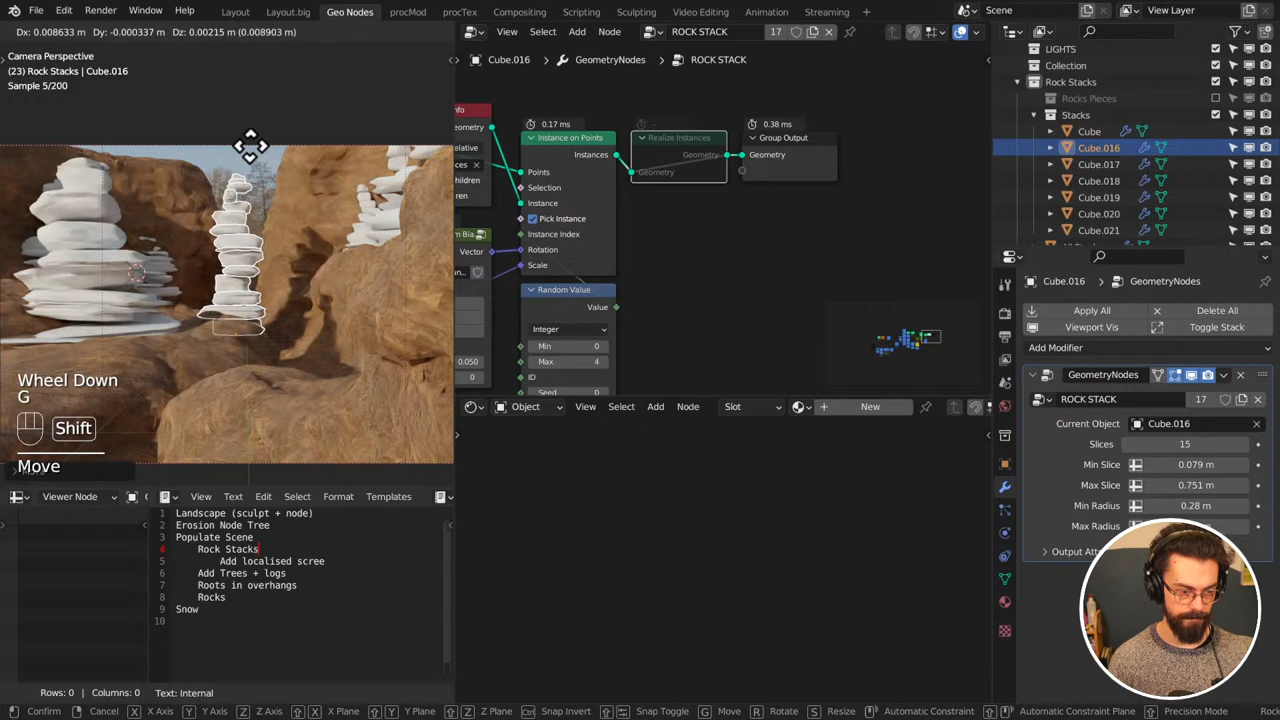 File Edit Render Window Help Layout Layout.big Geo Nodes procMod procTex Compositing Scripting Sculpting Video Editing Animation Streaming + Scene View Layer
Dx: 0.008633 m Dy: -0.000337 m Dz: 0.00215 m (0.008903 m)
View Select Add Node ROCK STACK 17
Camera Perspective
(23) Rock Stacks | Cube.016
Sample 5/200
Cube.016 > GeometryNodes > ROCK STACK
LIGHTS
Collection
Rock Stacks
Rocks Pieces
Stacks
Cube
Cube.016
Cube.017
Cube.018
Cube.019
Cube.020
Cube.021
nfo
eometry
elative
ces
hildren
ances
0.17 ms
Instance on Points
Instances
Points
Selection
Instance
Pick Instance
Instance Index
Rotation
Scale
m Bia..
Vector
an...
0.050
0
Random Value
Value
Integer
Min 0
Max 4
ID
Seed 0
Realize Instances
Geometry
Geometry
0.38 ms
Group Output
Geometry
Cube.016 > GeometryNodes
Apply All Delete All
Viewport Vis Toggle Stack
Add Modifier
GeometryNodes
ROCK STACK 17
Current Object Cube.016
Slices 15
Min Slice 0.079 m
Max Slice 0.751 m
Min Radius 0.28 m
Max Radius
Output At
Wheel Down
G
Shift
Move
Object View Select Add Node Slot New
Viewer Node View Text Edit Select Format Templates
1 Landscape (sculpt + node)
2 Erosion Node Tree
3 Populate Scene
4 Rock Stacks
5 Add localised scree
6 Add Trees + logs
7 Roots in overhangs
8 Rocks
9 Snow
10
Rows: 0 | Columns: 0 Text: Internal
Confirm Cancel X X Axis Y Y Axis Z Z Axis X X Plane Y Y Plane Z Z Plane Snap Invert Snap Toggle G Move R Rotate S Resize Automatic Constraint Automatic Constraint Plane Precision Mode Roc